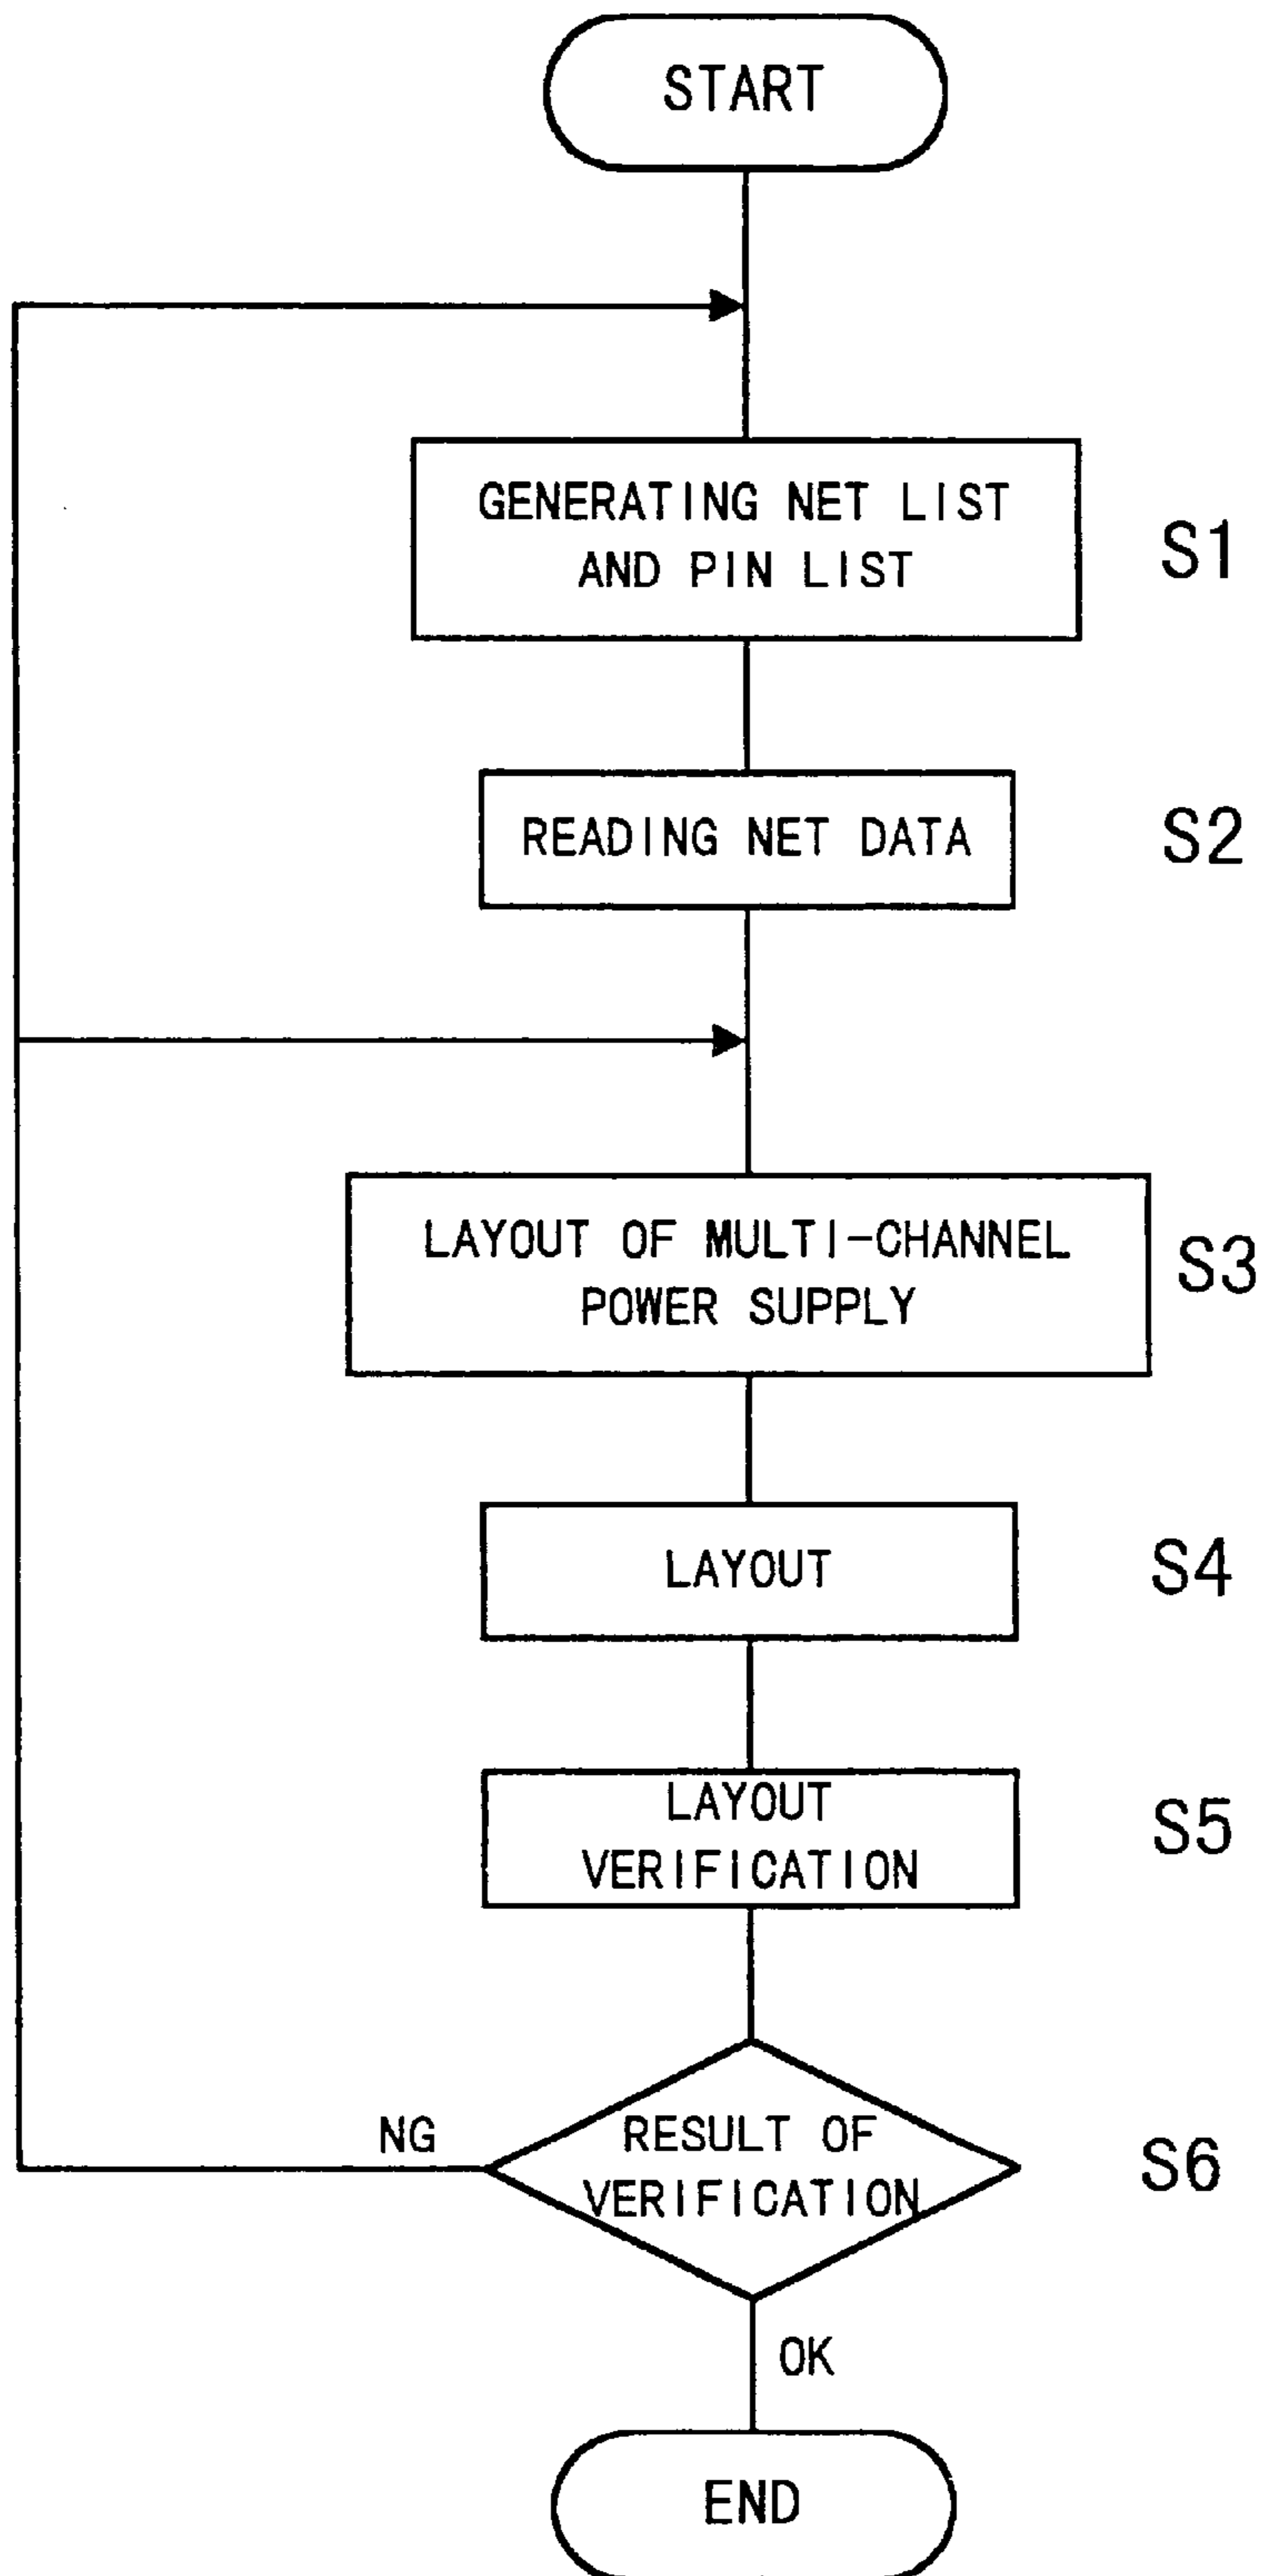 START
GENERATING NET LIST
AND PIN LIST
S1
READING NET DATA
S2
LAYOUT OF MULTI-CHANNEL
POWER SUPPLY
S3
LAYOUT
S4
LAYOUT
VERIFICATION
S5
NG
RESULT OF
VERIFICATION
S6
OK
END